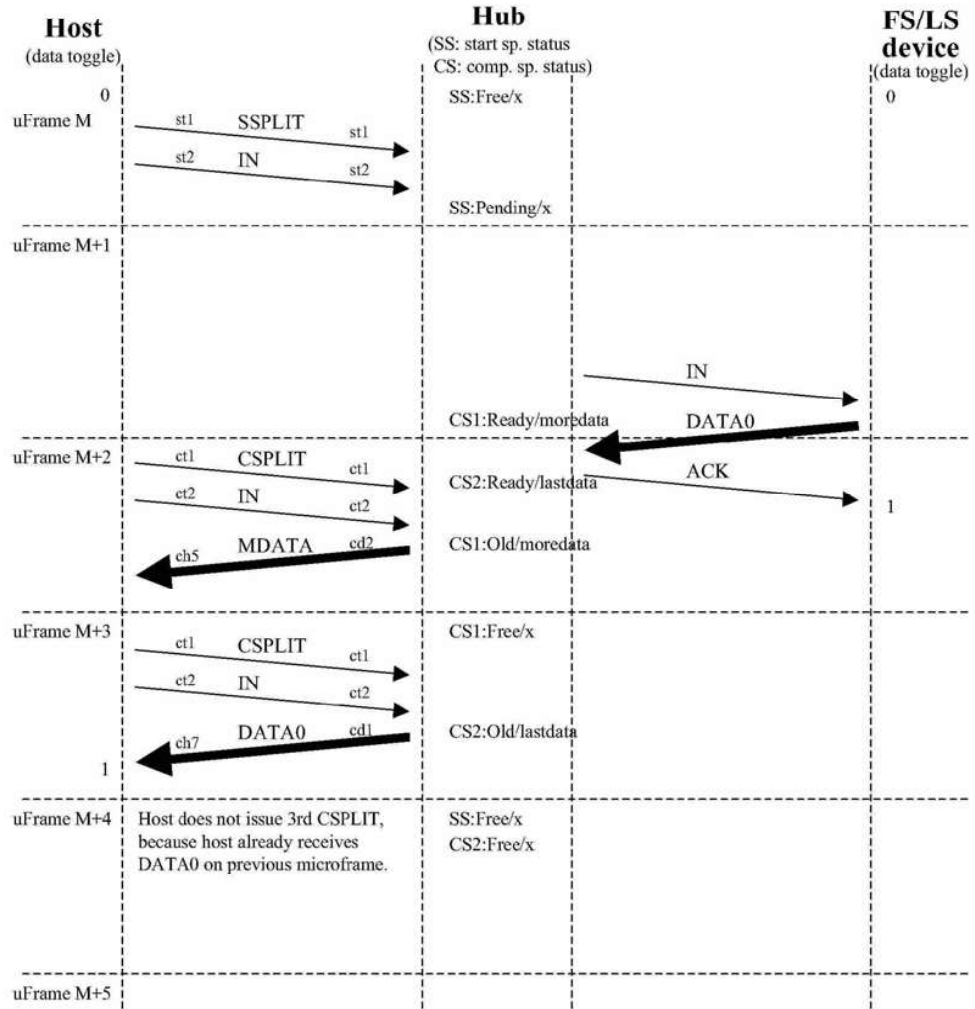 Host
(data toggle)
Hub
(SS: start sp. status
CS: comp. sp. status)
FS/LS
device
(data toggle)
0
SS:Free/x
0
uFrame M
st1
SSPLIT
st1
st2
IN
st2
SS:Pending/x
uFrame M+1
IN
CS1:Ready/moredata
DATA0
uFrame M+2
ct1
CSPLIT
ct1
CS2:Ready/lastdata
ACK
ct2
IN
ct2
1
MDATA
cd2
CS1:Old/moredata
ch5
uFrame M+3
CS1:Free/x
ct1
CSPLIT
ct1
ct2
IN
ct2
DATA0
cd1
CS2:Old/lastdata
ch7
1
uFrame M+4
Host does not issue 3rd CSPLIT,
because host already receives
DATA0 on previous microframe.
SS:Free/x
CS2:Free/x
uFrame M+5